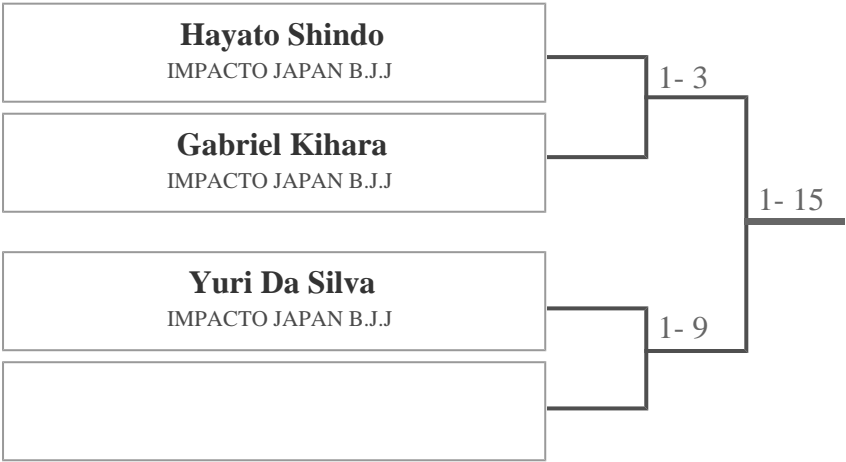 Hayato Shindo
IMPACTO JAPAN B.J.J
1- 3
Gabriel Kihara
IMPACTO JAPAN B.J.J
1- 15
Yuri Da Silva
IMPACTO JAPAN B.J.J
1- 9